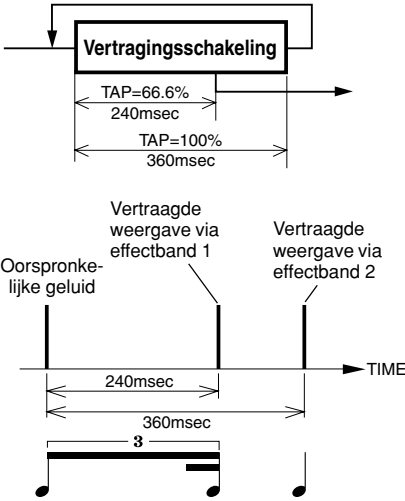 Vertragingsschakeling
TAP=66.6%
240msec
TAP=100%
360msec
Vertraagde
weergave via
effectband 1
Vertraagde
weergave via
effectband 2
Oorspronke-
lijke geluid
TIME
240msec
360msec
3